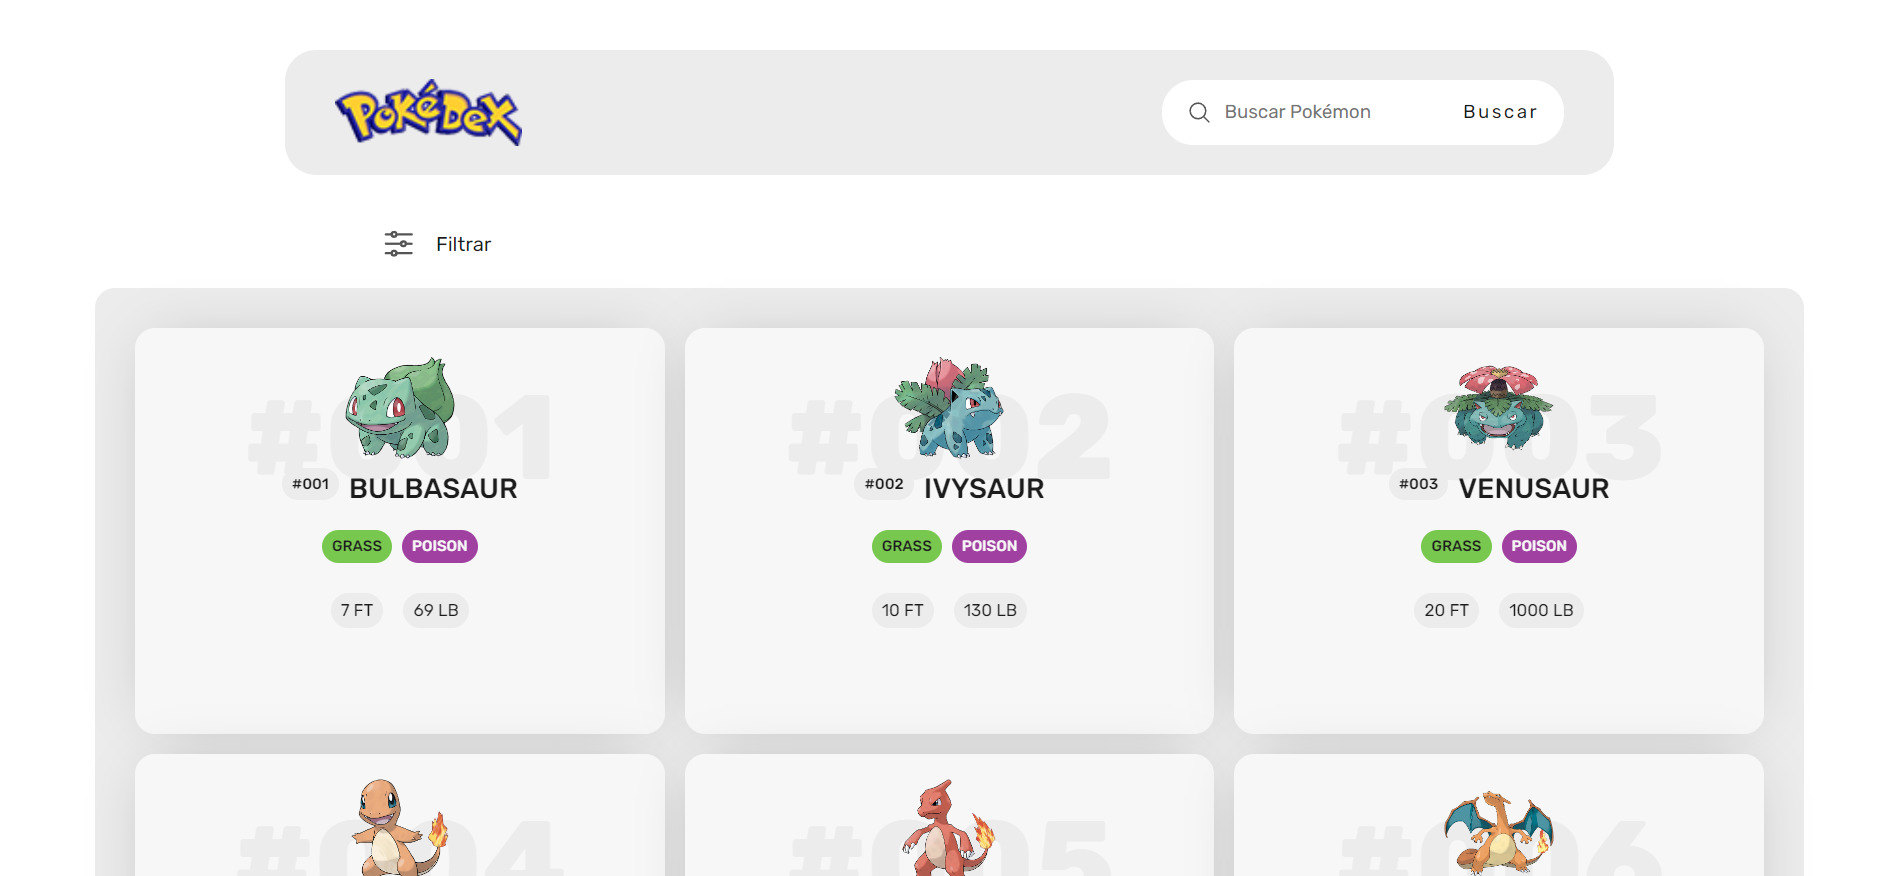 PokéDex
Buscar Pokémon Buscar
Filtrar
#001 #002 #003
#001 BULBASAUR #002 IVYSAUR #003 VENUSAUR
GRASS POISON GRASS POISON GRASS POISON
7 FT 69 LB 10 FT 130 LB 20 FT 1000 LB
#004 #005 #006